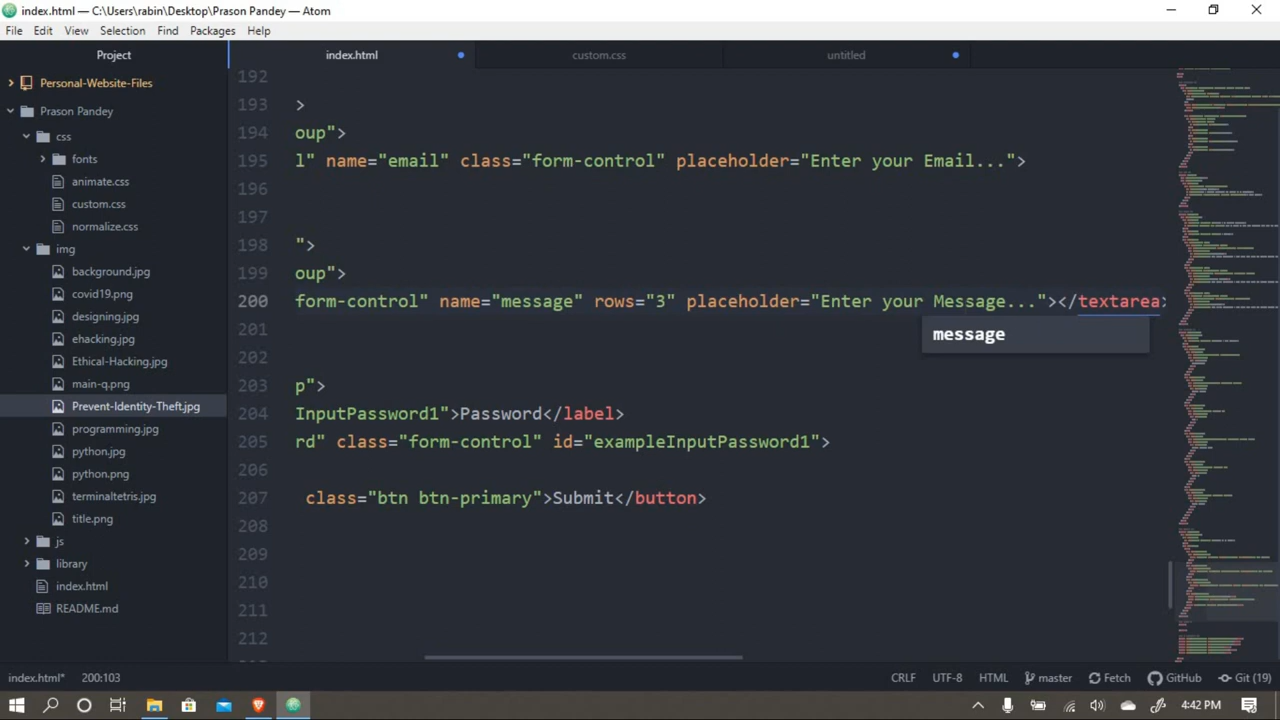 index.html — C:\Users\rabin\Desktop\Prason Pandey — Atom
File Edit View Selection Find Packages Help
Project
Personal-Website-Files
Prason Pandey
css
fonts
animate.css
custom.css
normalize.css
img
background.jpg
covid19.png
designing.jpg
ehacking.jpg
Ethical-Hacking.jpg
main-q.png
Prevent-Identity-Theft.jpg
programming.jpg
python.jpg
python.png
terminaltetris.jpg
title.png
js
library
index.html
README.md
index.html custom.css untitled
192
193 >
194 oup">
195 l" name="email" class="form-control" placeholder="Enter your Email...">
196
197
198 ">
199 oup">
200 form-control" name="message" rows="3" placeholder="Enter your message..."></textarea>
message
201
202
203 p">
204 InputPassword1">Password</label>
205 rd" class="form-control" id="exampleInputPassword1">
206
207 class="btn btn-primary">Submit</button>
208
209
210
211
212
index.html* 200:103 CRLF UTF-8 HTML master Fetch GitHub Git (19)
4:42 PM